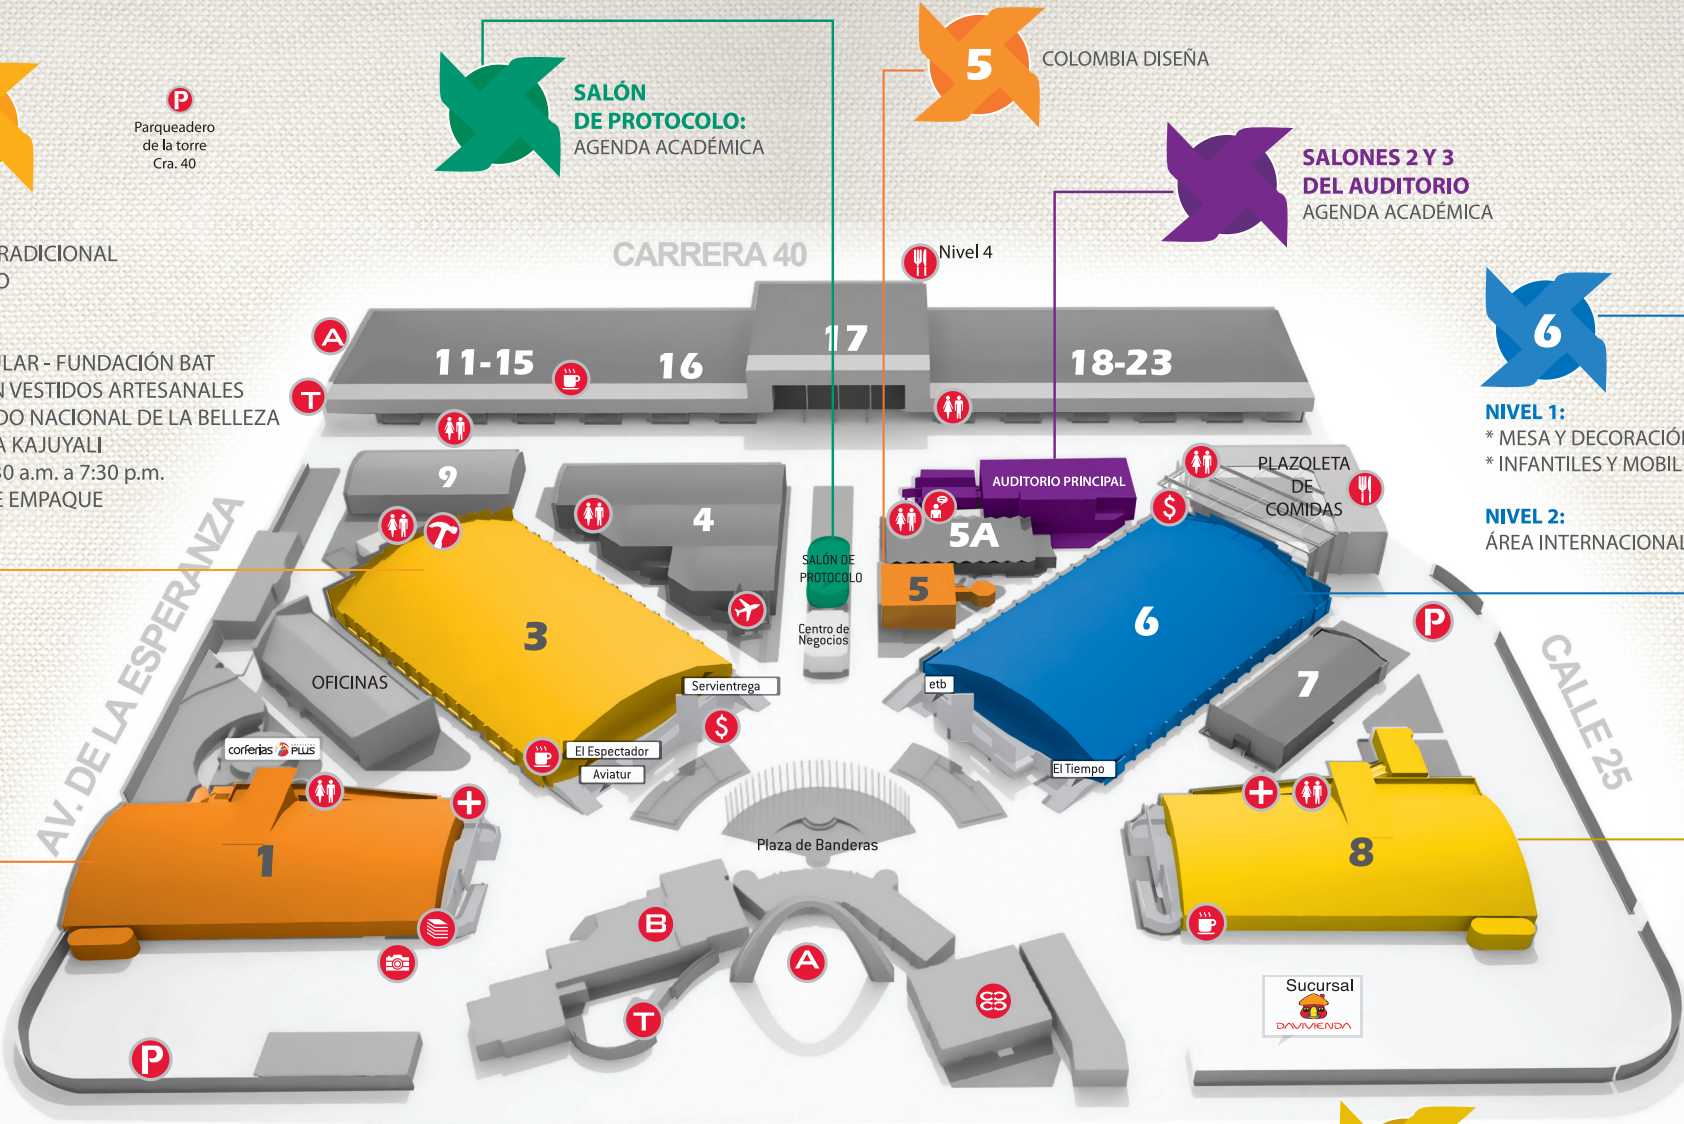 5
COLOMBIA DISEÑA
P
Parqueadero
de la torre
Cra. 40
SALÓN
DE PROTOCOLO:
AGENDA ACADÉMICA
SALONES 2 Y 3
DEL AUDITORIO
AGENDA ACADÉMICA
RADICIONAL
O
CARRERA 40
Nivel 4
A
11-15
16
17
18-23
6
LAR - FUNDACIÓN BAT
N VESTIDOS ARTESANALES
DO NACIONAL DE LA BELLEZA
A KAJUYALI
30 a.m. a 7:30 p.m.
E EMPAQUE
T
NIVEL 1:
* MESA Y DECORACIÓN
* INFANTILES Y MOBIL
NIVEL 2:
ÁREA INTERNACIONAL
9
4
AUDITORIO PRINCIPAL
PLAZOLETA
DE
COMIDAS
$
5A
SALÓN DE
PROTOCOLO
5
Centro de
Negocios
3
6
P
AV. DE LA ESPERANZA
CALLE 25
OFICINAS
Servientrega
etb
7
$
corferias PLUS
El Espectador
Aviatur
El Tiempo
Plaza de Banderas
1
8
B
A
T
P
Sucursal
DAVIVIENDA